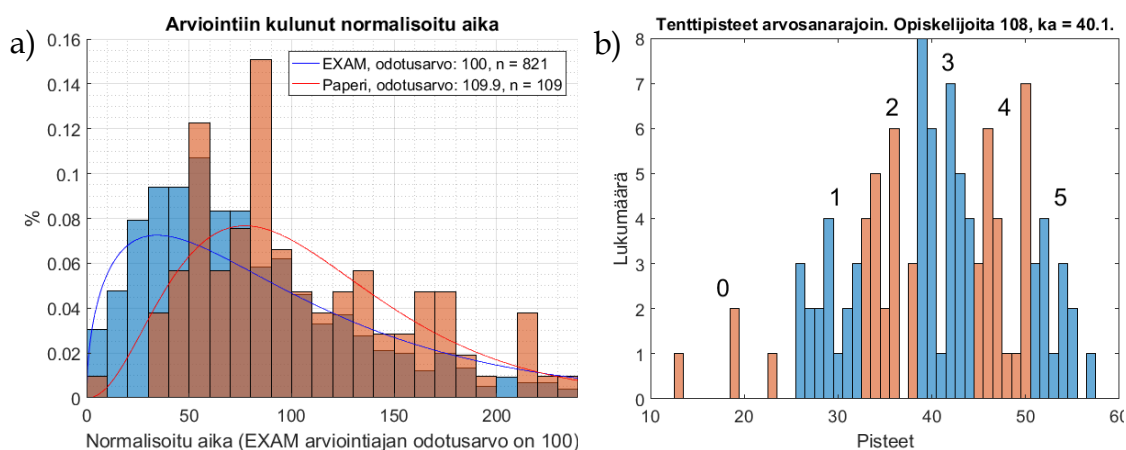 a)
Arviointiin kulunut normalisoitu aika
EXAM, odotusarvo: 100, n = 821
Paperi, odotusarvo: 109.9, n = 109
%
0.16
0.14
0.12
0.1
0.08
0.06
0.04
0.02
0
0 50 100 150 200
Normalisoitu aika (EXAM arviointiajan odotusarvo on 100)
b)
Tenttipisteet arvosanarajoin. Opiskelijoita 108, ka = 40.1.
Lukumäärä
8
7
6
5
4
3
2
1
0
0
1
2
3
4
5
10 20 30 40 50 60
Pisteet